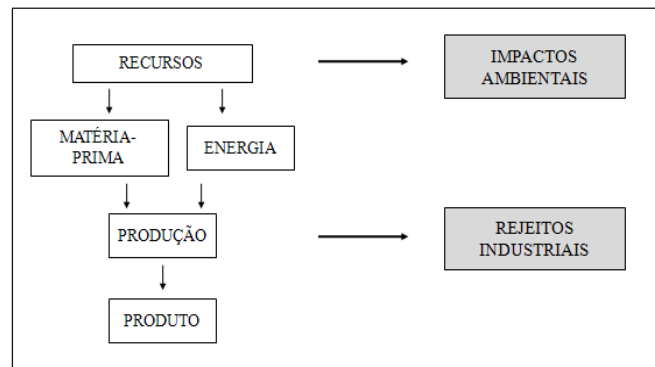 RECURSOS
IMPACTOS
AMBIENTAIS
MATÉRIA-
PRIMA
ENERGIA
PRODUÇÃO
REJEITOS
INDUSTRIAIS
PRODUTO